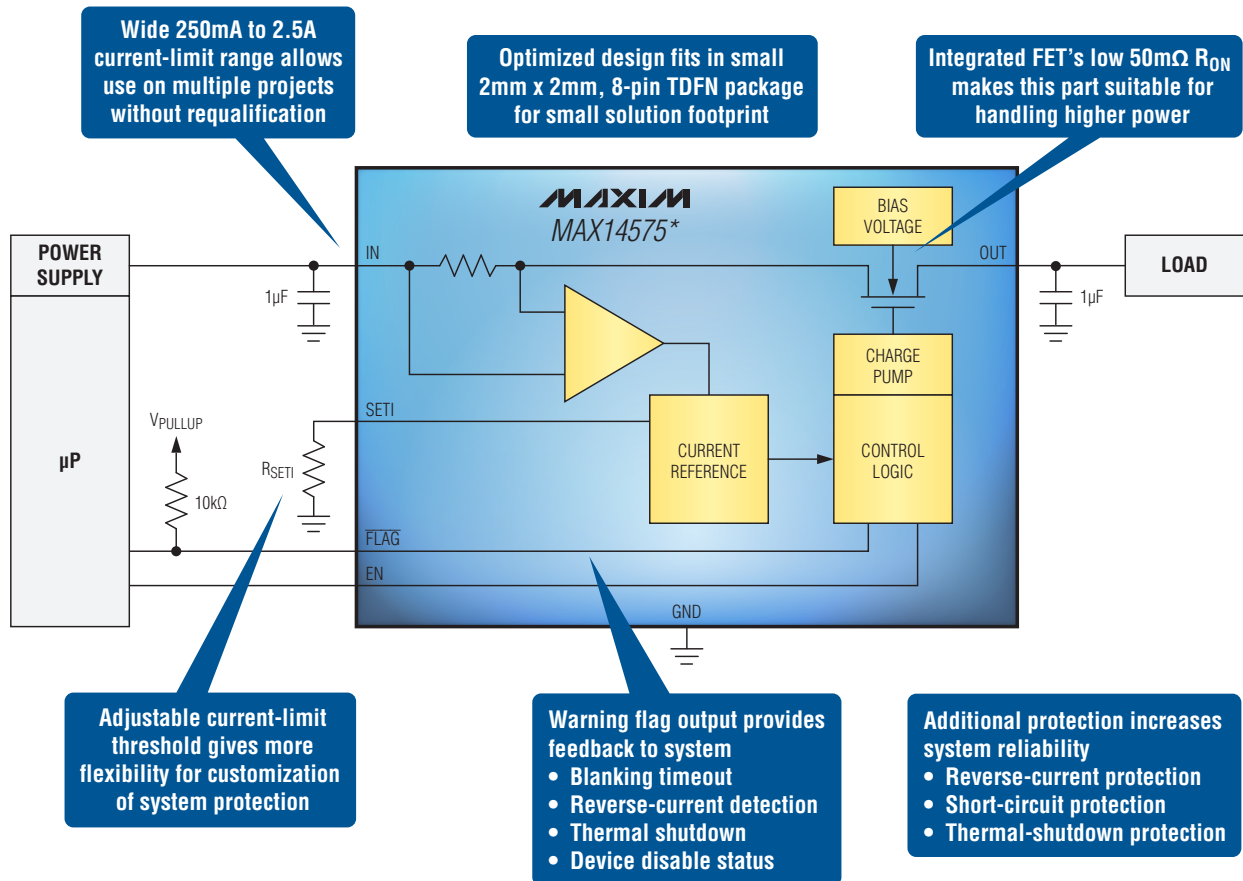 Wide 250mA to 2.5A
current-limit range allows
use on multiple projects
without requalification
Optimized design fits in small
2mm x 2mm, 8-pin TDFN package
for small solution footprint
Integrated FET's low 50mΩ RON
makes this part suitable for
handling higher power
MAXIM
MAX14575*
BIAS
VOLTAGE
POWER
SUPPLY
IN
OUT
LOAD
1µF
1µF
CHARGE
PUMP
SETI
VPULLUP
µP
RSETI
CURRENT
REFERENCE
CONTROL
LOGIC
10kΩ
FLAG
EN
GND
Adjustable current-limit
threshold gives more
flexibility for customization
of system protection
Warning flag output provides
feedback to system
• Blanking timeout
• Reverse-current detection
• Thermal shutdown
• Device disable status
Additional protection increases
system reliability
• Reverse-current protection
• Short-circuit protection
• Thermal-shutdown protection